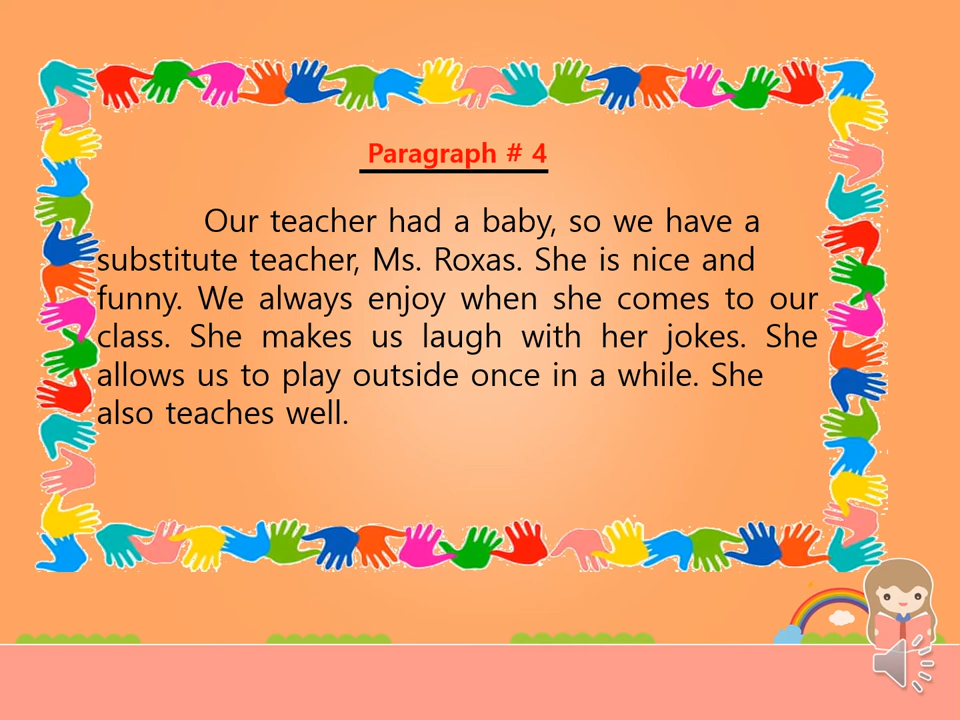 Paragraph # 4
Our teacher had a baby, so we have a
substitute teacher, Ms. Roxas. She is nice and
funny. We always enjoy when she comes to our
class. She makes us laugh with her jokes. She
allows us to play outside once in a while. She
also teaches well.